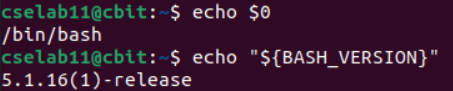 cselab11@cbit:~$ echo $0
/bin/bash
cselab11@cbit:~$ echo "${BASH_VERSION}"
5.1.16(1)-release